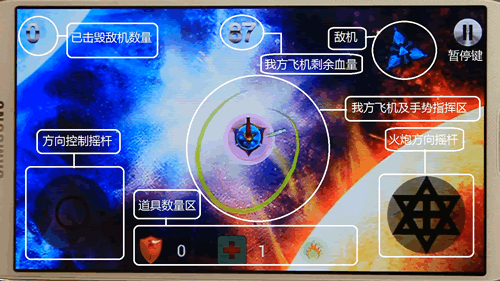 0
已击毁敌机数量
87
敌机
暂停键
我方飞机剩余血量
我方飞机及手势指挥区
方向控制摇杆
火炮方向摇杆
道具数量区
0
1
SAMSUNG